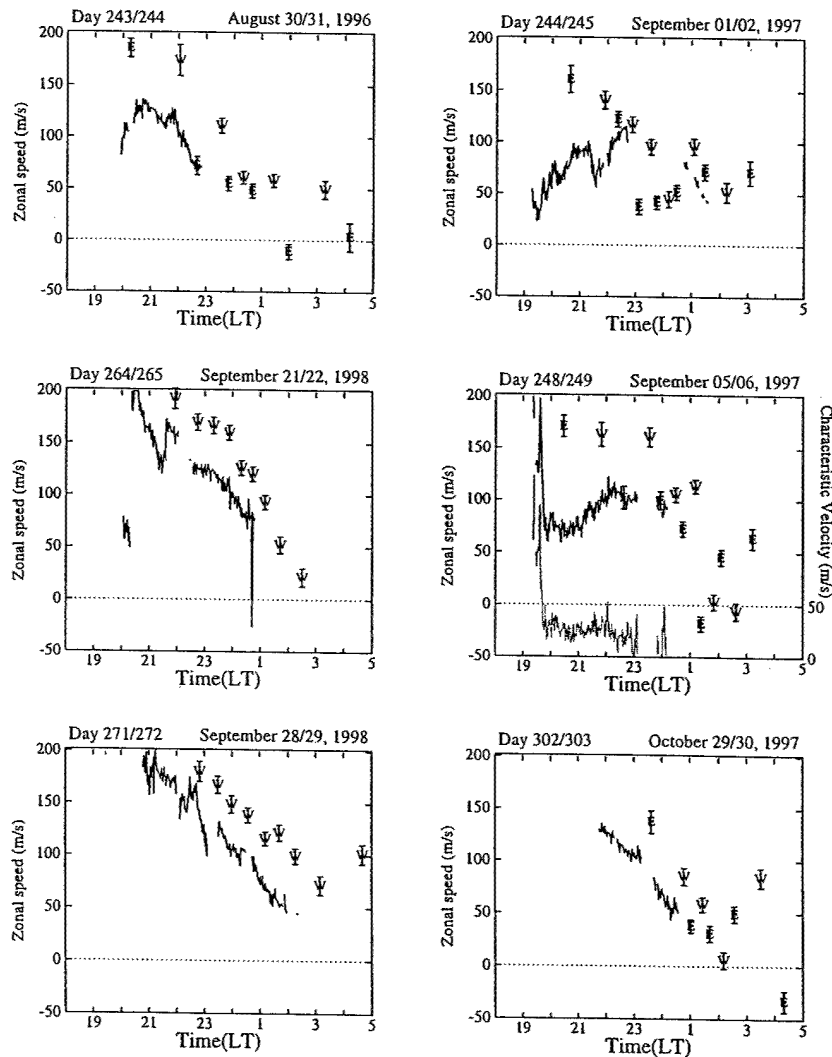 Day 243/244 August 30/31, 1996
200
150
100
50
0
-50
Zonal speed (m/s)
19 21 23 1 3 5
Time(LT)
Day 244/245 September 01/02, 1997
200
150
100
50
0
-50
Zonal speed (m/s)
19 21 23 1 3 5
Time(LT)
Day 264/265 September 21/22, 1998
200
150
100
50
0
-50
Zonal speed (m/s)
19 21 23 1 3 5
Time(LT)
Day 248/249 September 05/06, 1997
200
150
100
50
0
-50
Zonal speed (m/s)
50
0
Characteristic Velocity (m/s)
19 21 23 1 3 5
Time(LT)
Day 271/272 September 28/29, 1998
200
150
100
50
0
-50
Zonal speed (m/s)
19 21 23 1 3 5
Time(LT)
Day 302/303 October 29/30, 1997
200
150
100
50
0
-50
Zonal speed (m/s)
19 21 23 1 3 5
Time(LT)